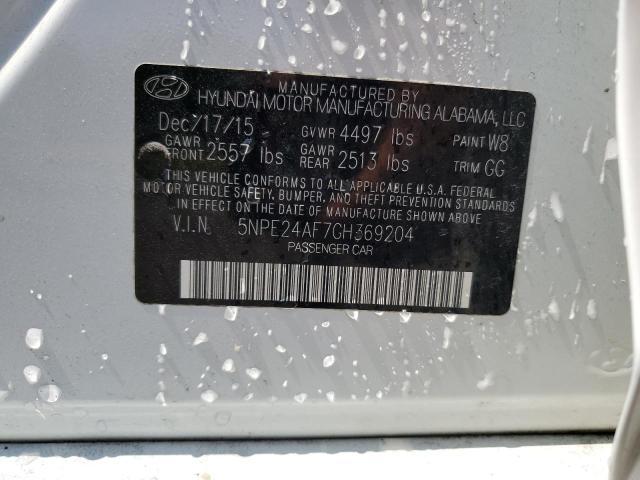 MANUFACTURED BY
HYUNDAI MOTOR MANUFACTURING ALABAMA, LLC
Dec/17/15 GVWR 4497 lbs PAINT W8
GAWR FRONT 2557 lbs GAWR REAR 2513 lbs TRIM GG
THIS VEHICLE CONFORMS TO ALL APPLICABLE U.S.A. FEDERAL
MOTOR VEHICLE SAFETY, BUMPER, AND THEFT PREVENTION
STANDARDS IN EFFECT ON THE DATE OF MANUFACTURE SHOWN ABOVE.
V.I.N. 5NPE24AF7GH369204
PASSENGER CAR